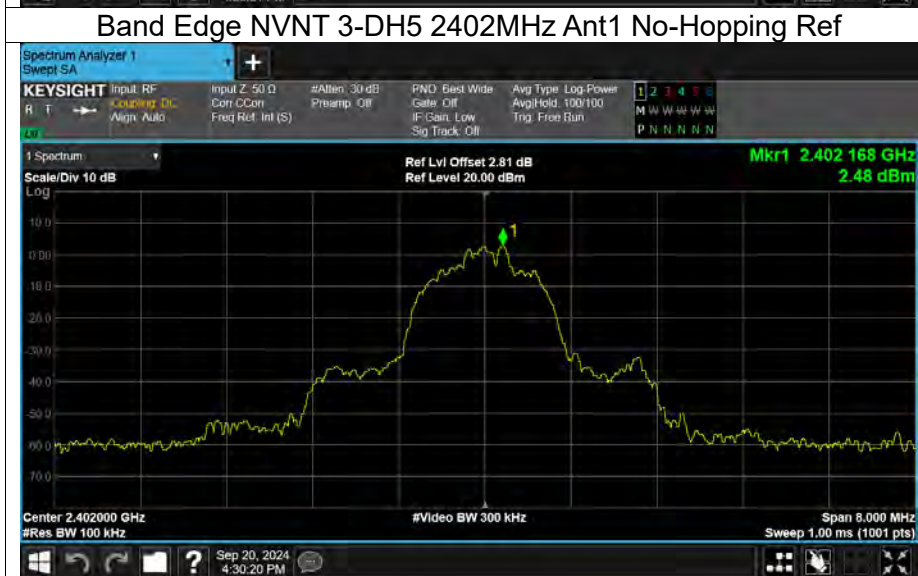 Band Edge NVNT 3-DH5 2402MHz Ant1 No-Hopping Ref
Spectrum Analyzer 1
Swept SA
+
KEYSIGHT Input: RF Input Z: 50 Ω #Atten: 30 dB PNO: Best Wide Avg Type: Log-Power 1 2 3 4 5 6
R T Coupling: DC Corr CCorr Preamp: Off Gate: Off Avg|Hold: 100/100 M W W W W W
Align: Auto Freq Ref: Int (S) IF Gain: Low Trig: Free Run
Sig Track: Off P N N N N N
1 Spectrum Ref Lvl Offset 2.81 dB Mkr1 2.402 168 GHz
Scale/Div 10 dB Ref Level 20.00 dBm 2.48 dBm
Log
10.0
1
0.00
-10.0
-20.0
-30.0
-40.0
-50.0
-60.0
-70.0
Center 2.402000 GHz #Video BW 300 kHz Span 8.000 MHz
#Res BW 100 kHz Sweep 1.00 ms (1001 pts)
? Sep 20, 2024
4:30:20 PM